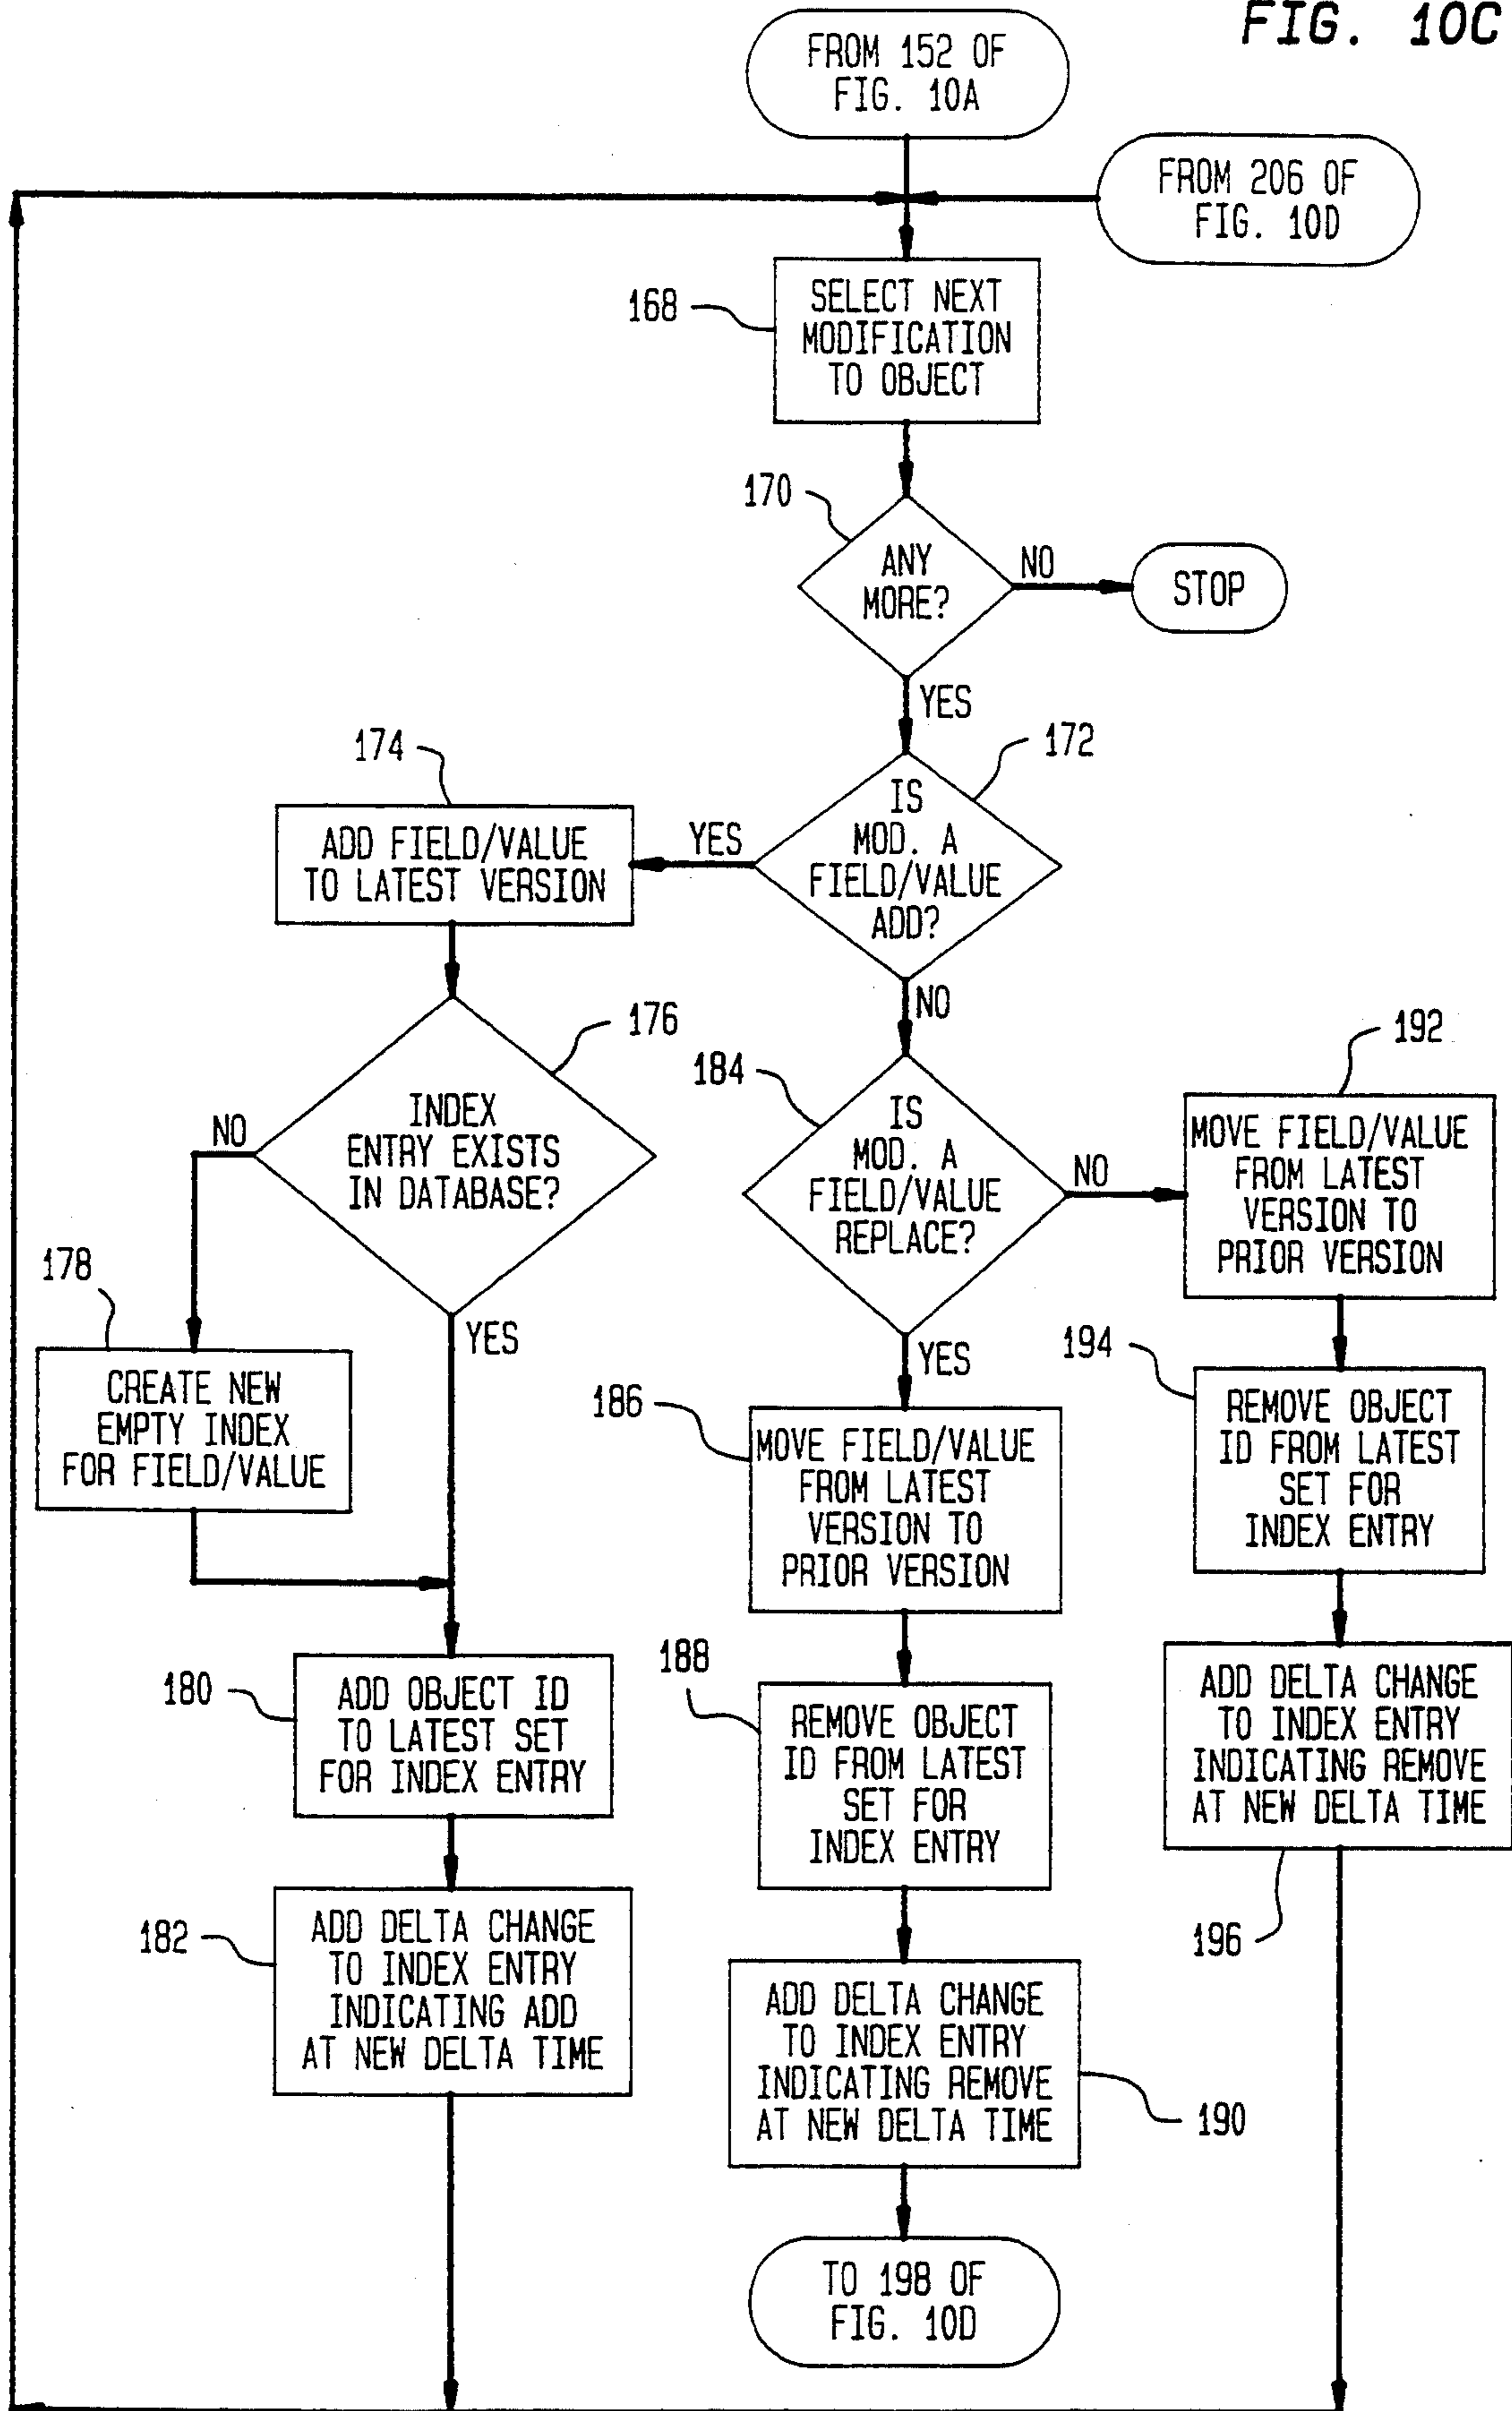 FIG. 10C
FROM 152 OF
FIG. 10A
FROM 206 OF
FIG. 10D
168
SELECT NEXT
MODIFICATION
TO OBJECT
170
ANY
MORE?
NO
STOP
YES
172
IS
MOD. A
FIELD/VALUE
ADD?
YES
174
ADD FIELD/VALUE
TO LATEST VERSION
NO
176
INDEX
ENTRY EXISTS
IN DATABASE?
NO
YES
178
CREATE NEW
EMPTY INDEX
FOR FIELD/VALUE
180
ADD OBJECT ID
TO LATEST SET
FOR INDEX ENTRY
182
ADD DELTA CHANGE
TO INDEX ENTRY
INDICATING ADD
AT NEW DELTA TIME
184
IS
MOD. A
FIELD/VALUE
REPLACE?
NO
YES
186
MOVE FIELD/VALUE
FROM LATEST
VERSION TO
PRIOR VERSION
188
REMOVE OBJECT
ID FROM LATEST
SET FOR
INDEX ENTRY
190
ADD DELTA CHANGE
TO INDEX ENTRY
INDICATING REMOVE
AT NEW DELTA TIME
TO 198 OF
FIG. 10D
192
MOVE FIELD/VALUE
FROM LATEST
VERSION TO
PRIOR VERSION
194
REMOVE OBJECT
ID FROM LATEST
SET FOR
INDEX ENTRY
ADD DELTA CHANGE
TO INDEX ENTRY
INDICATING REMOVE
AT NEW DELTA TIME
196